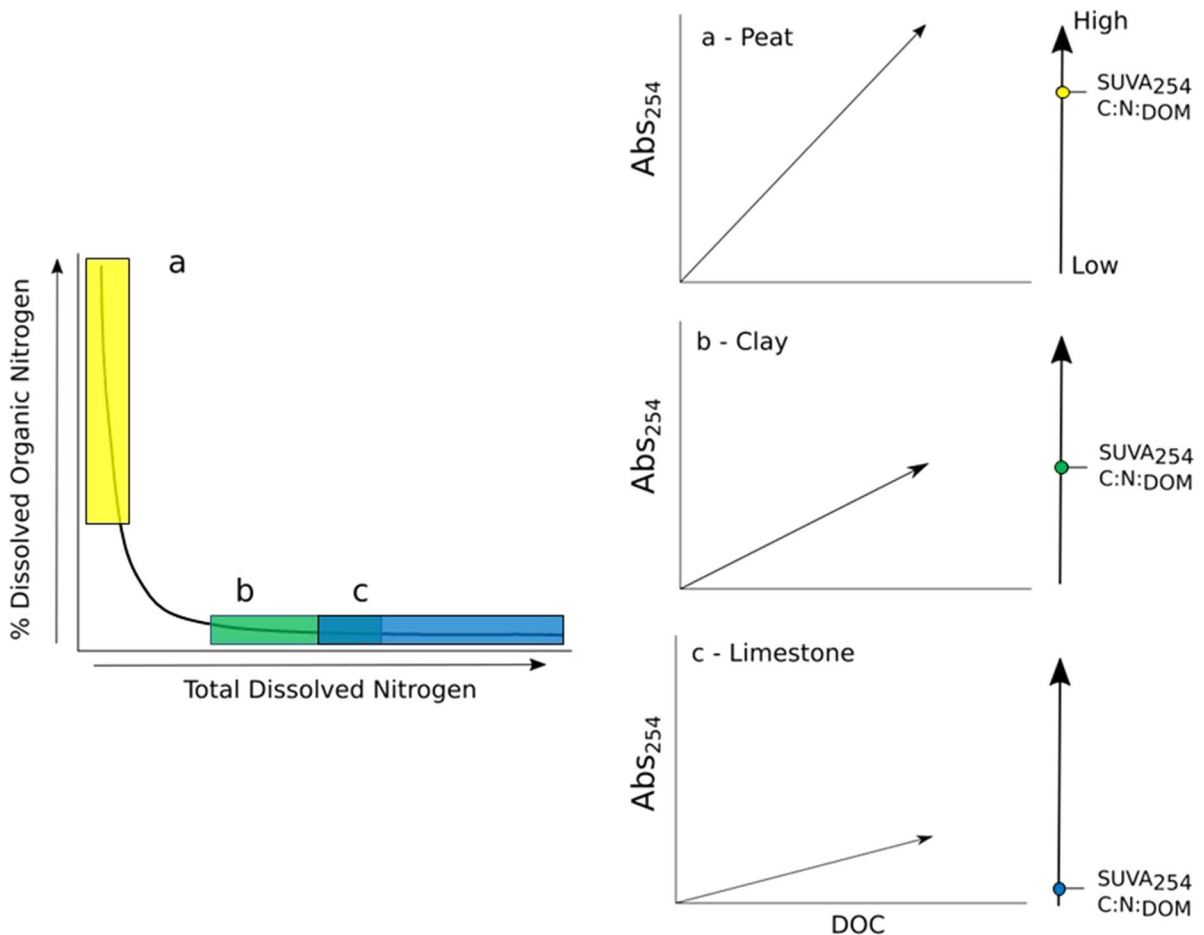 % Dissolved Organic Nitrogen
a
b
c
Total Dissolved Nitrogen
a - Peat
Abs254
High
SUVA254
C:N:DOM
Low
b - Clay
Abs254
SUVA254
C:N:DOM
c - Limestone
Abs254
SUVA254
C:N:DOM
DOC